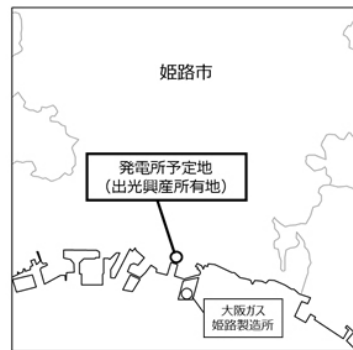 姫路市
発電所予定地
（出光興産所有地）
大阪ガス
姫路製造所